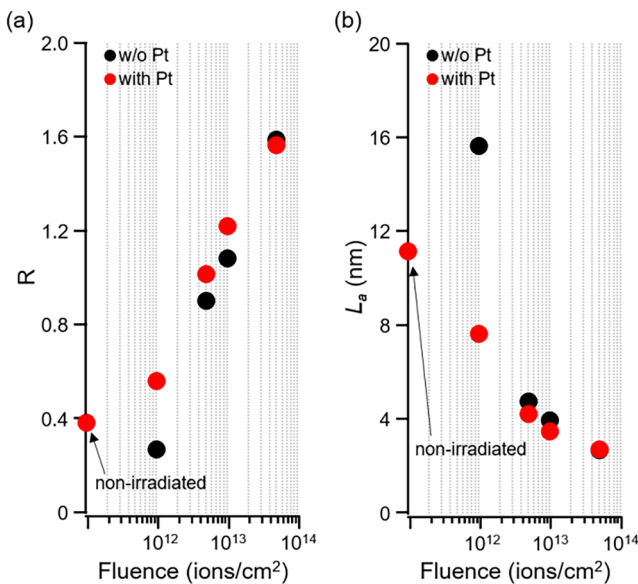 (a)
2.0
1.6
1.2
0.8
0.4
0
R
w/o Pt
with Pt
non-irradiated
10¹²
10¹³
10¹⁴
Fluence (ions/cm²)
(b)
20
16
12
8
4
0
Lₐ (nm)
w/o Pt
with Pt
non-irradiated
10¹²
10¹³
10¹⁴
Fluence (ions/cm²)